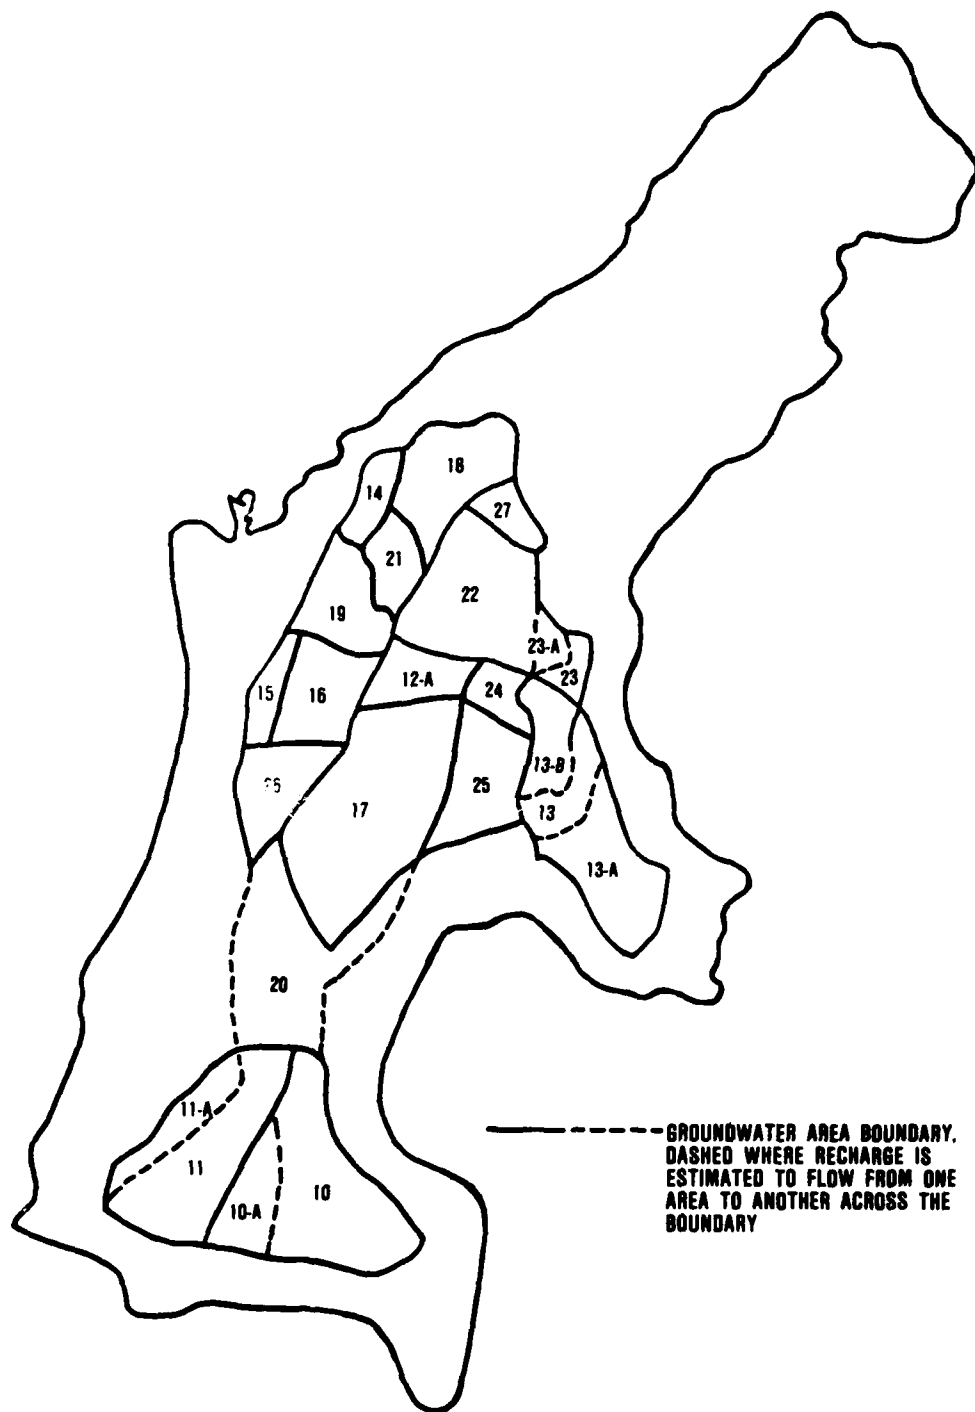 18
14
27
21
22
19
23-A
12-A
24
23
15
16
13-B
26
17
25
13
13-A
20
11-A
11
10-A
10
GROUNDWATER AREA BOUNDARY.
DASHED WHERE RECHARGE IS
ESTIMATED TO FLOW FROM ONE
AREA TO ANOTHER ACROSS THE
BOUNDARY